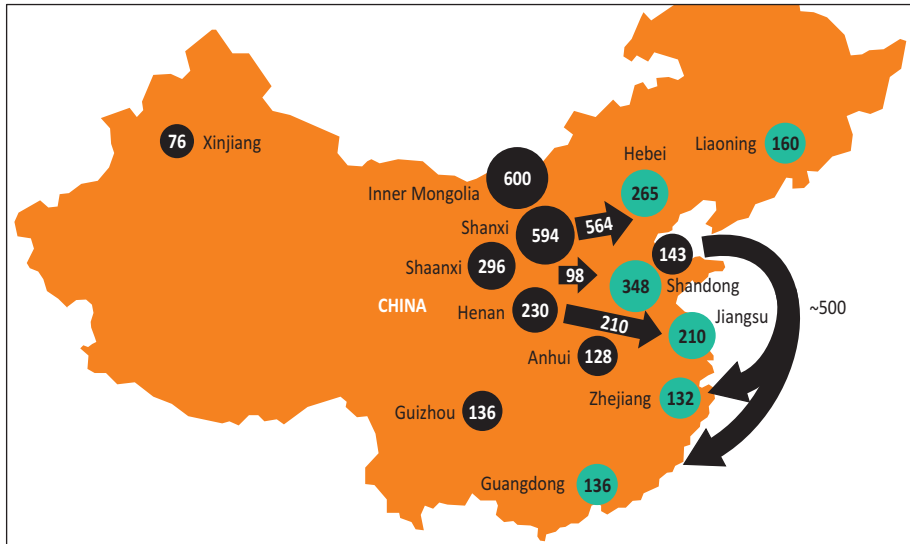 76 Xinjiang
Liaoning 160
Hebei
265
600
Inner Mongolia
Shanxi
594
564
143
Shaanxi 296
98
348
Shandong
CHINA
Henan 230
210
Jiangsu
210
~500
Anhui 128
Zhejiang 132
Guizhou 136
Guangdong 136